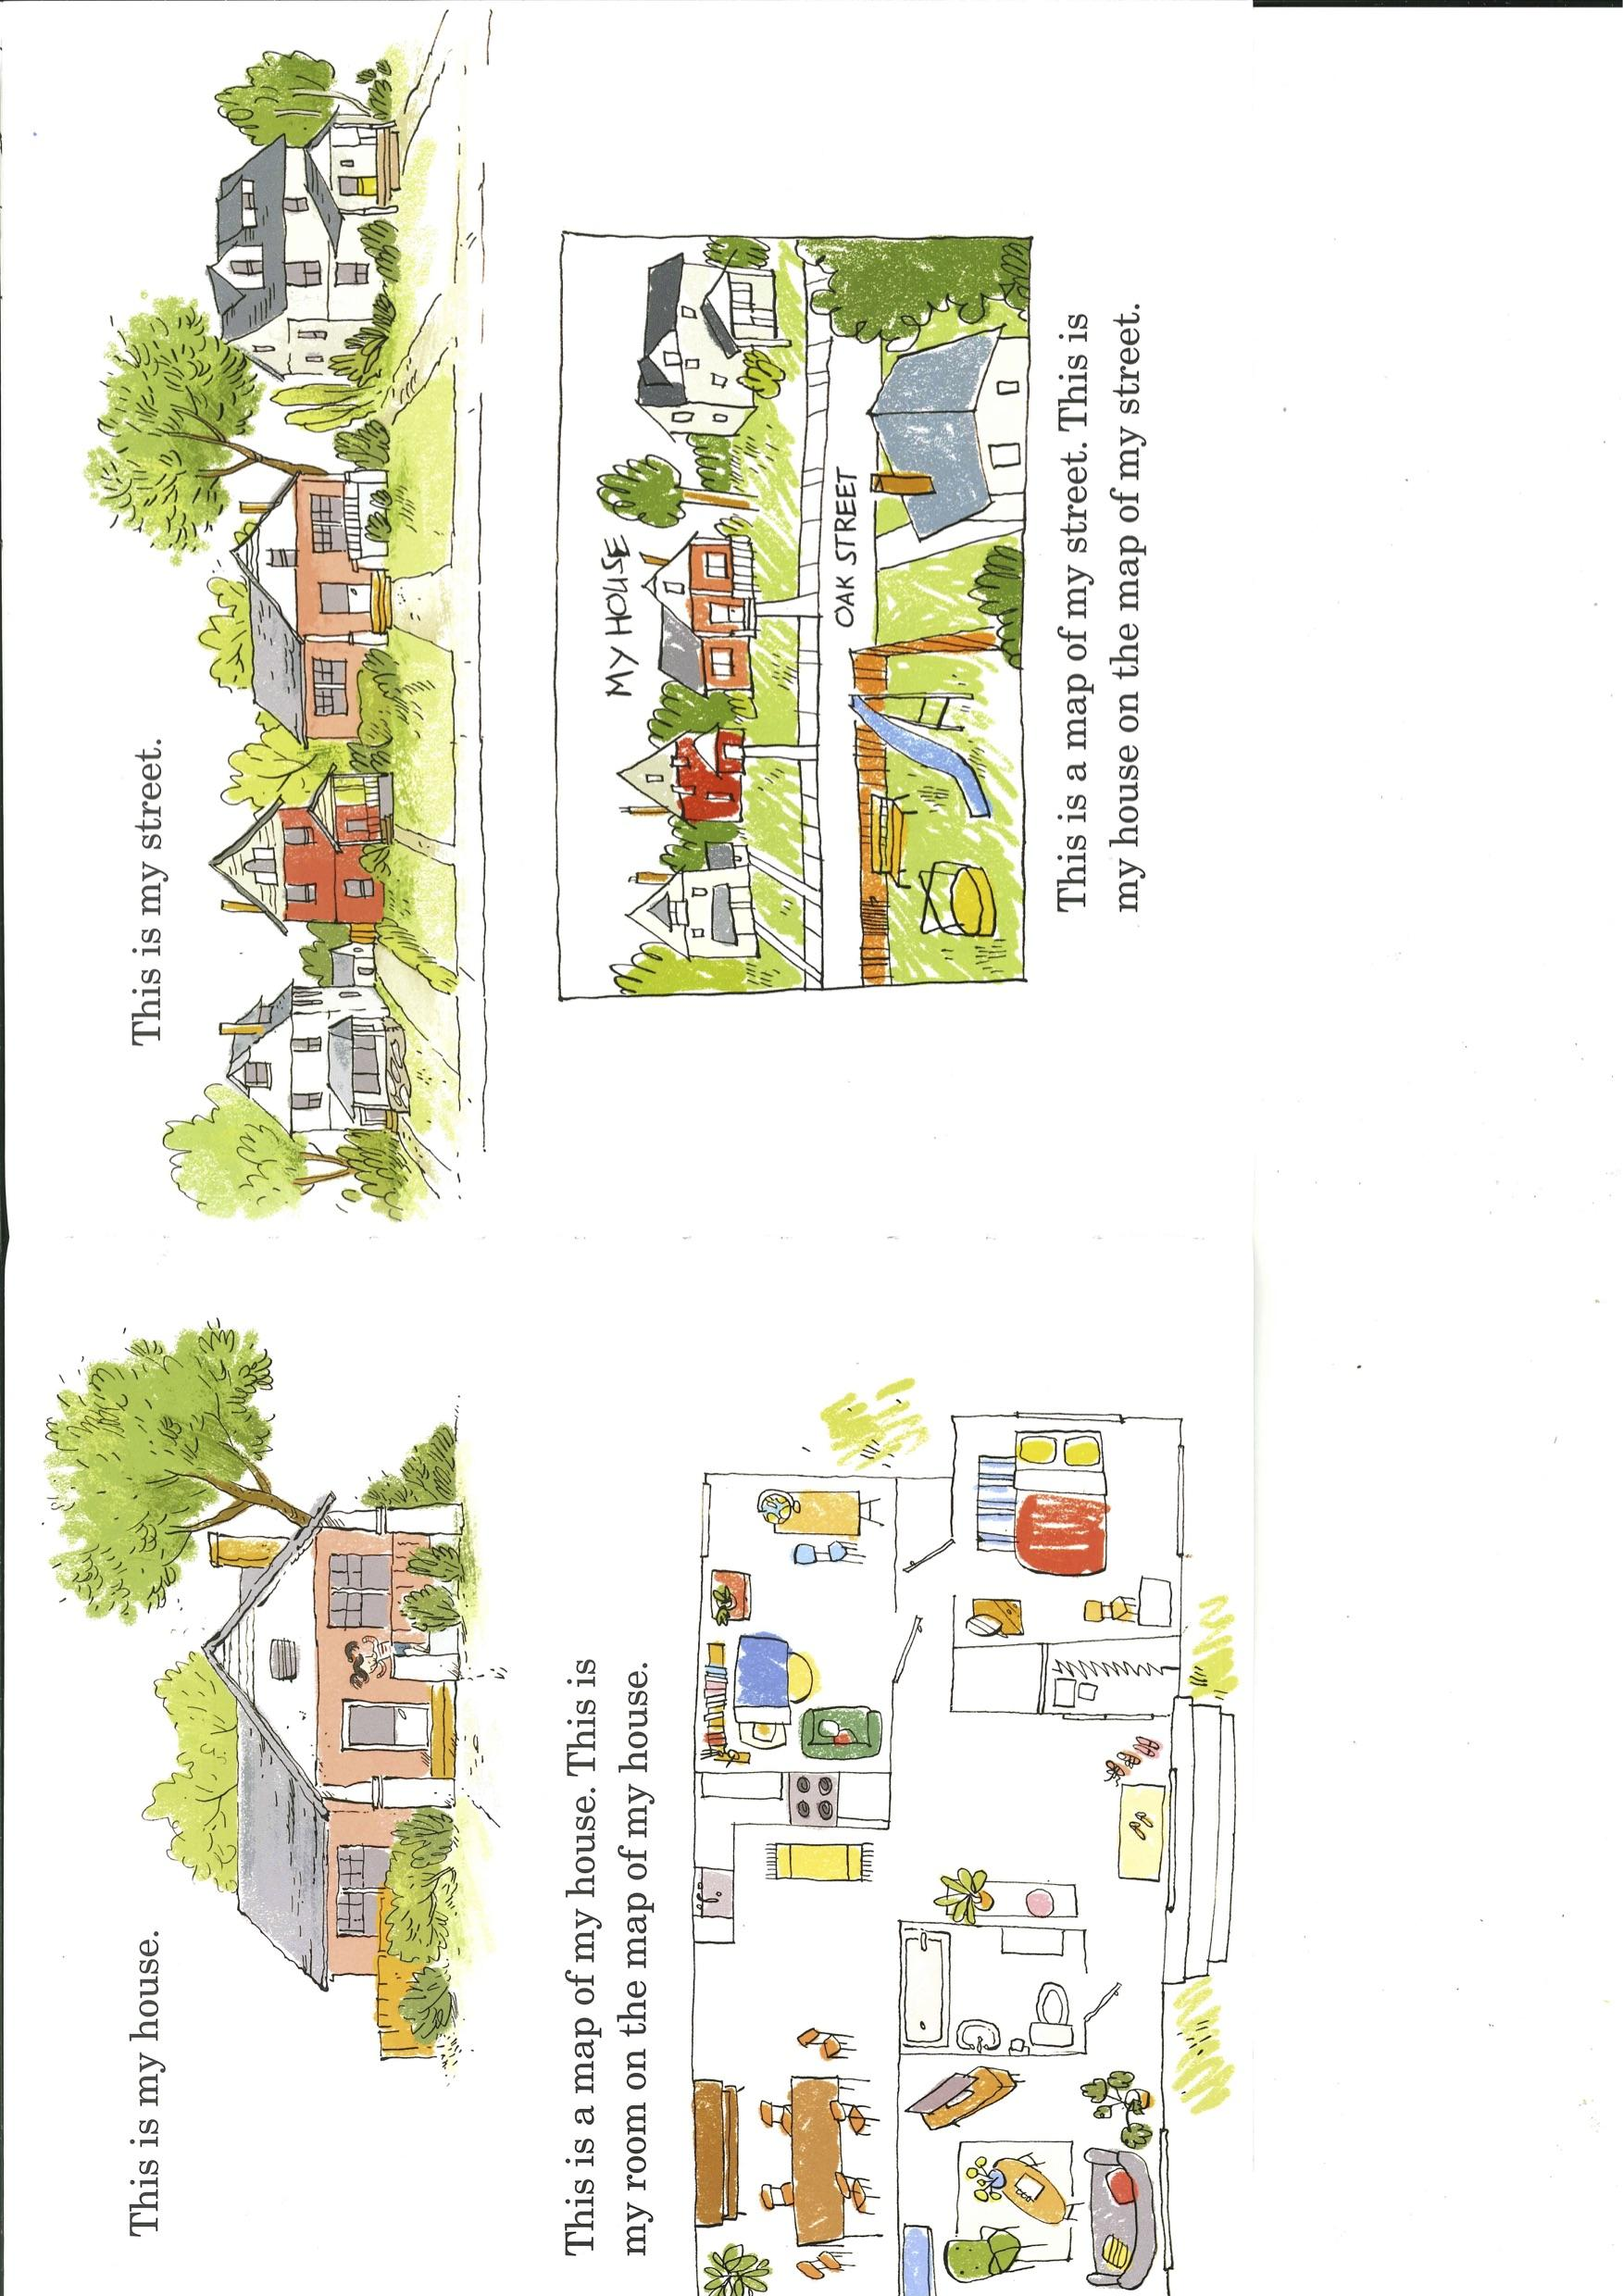 This is my house.
This is a map of my house. This is
my room on the map of my house.
This is my street.
MY HOUSE
OAK STREET
This is a map of my street. This is
my house on the map of my street.